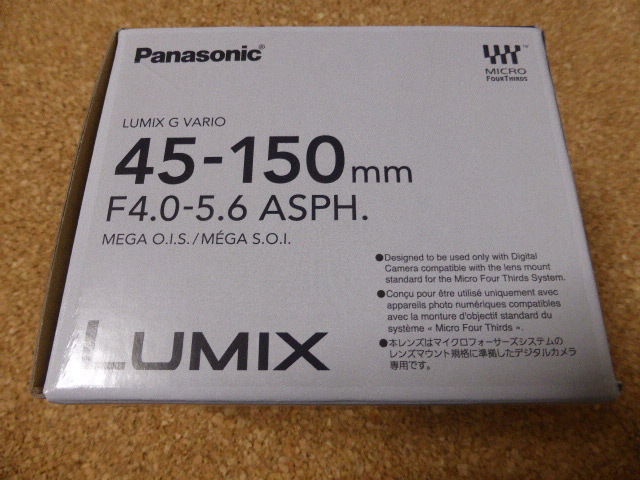 Panasonic®
MICRO
FOURTHIRDS
™
LUMIX G VARIO
45-150mm
F4.0-5.6 ASPH.
MEGA O.I.S./MÉGA S.O.I.
●Designed to be used only with Digital
Camera compatible with the lens mount
standard for the Micro Four Thirds System.
●Conçu pour être utilisé uniquement avec
appareils photo numériques compatibles
avec la monture d'objectif standard du
système « Micro Four Thirds ».
●本レンズはマイクロフォーサーズシステムの
レンズマウント規格に準拠したデジタルカメラ
専用です。
LUMIX